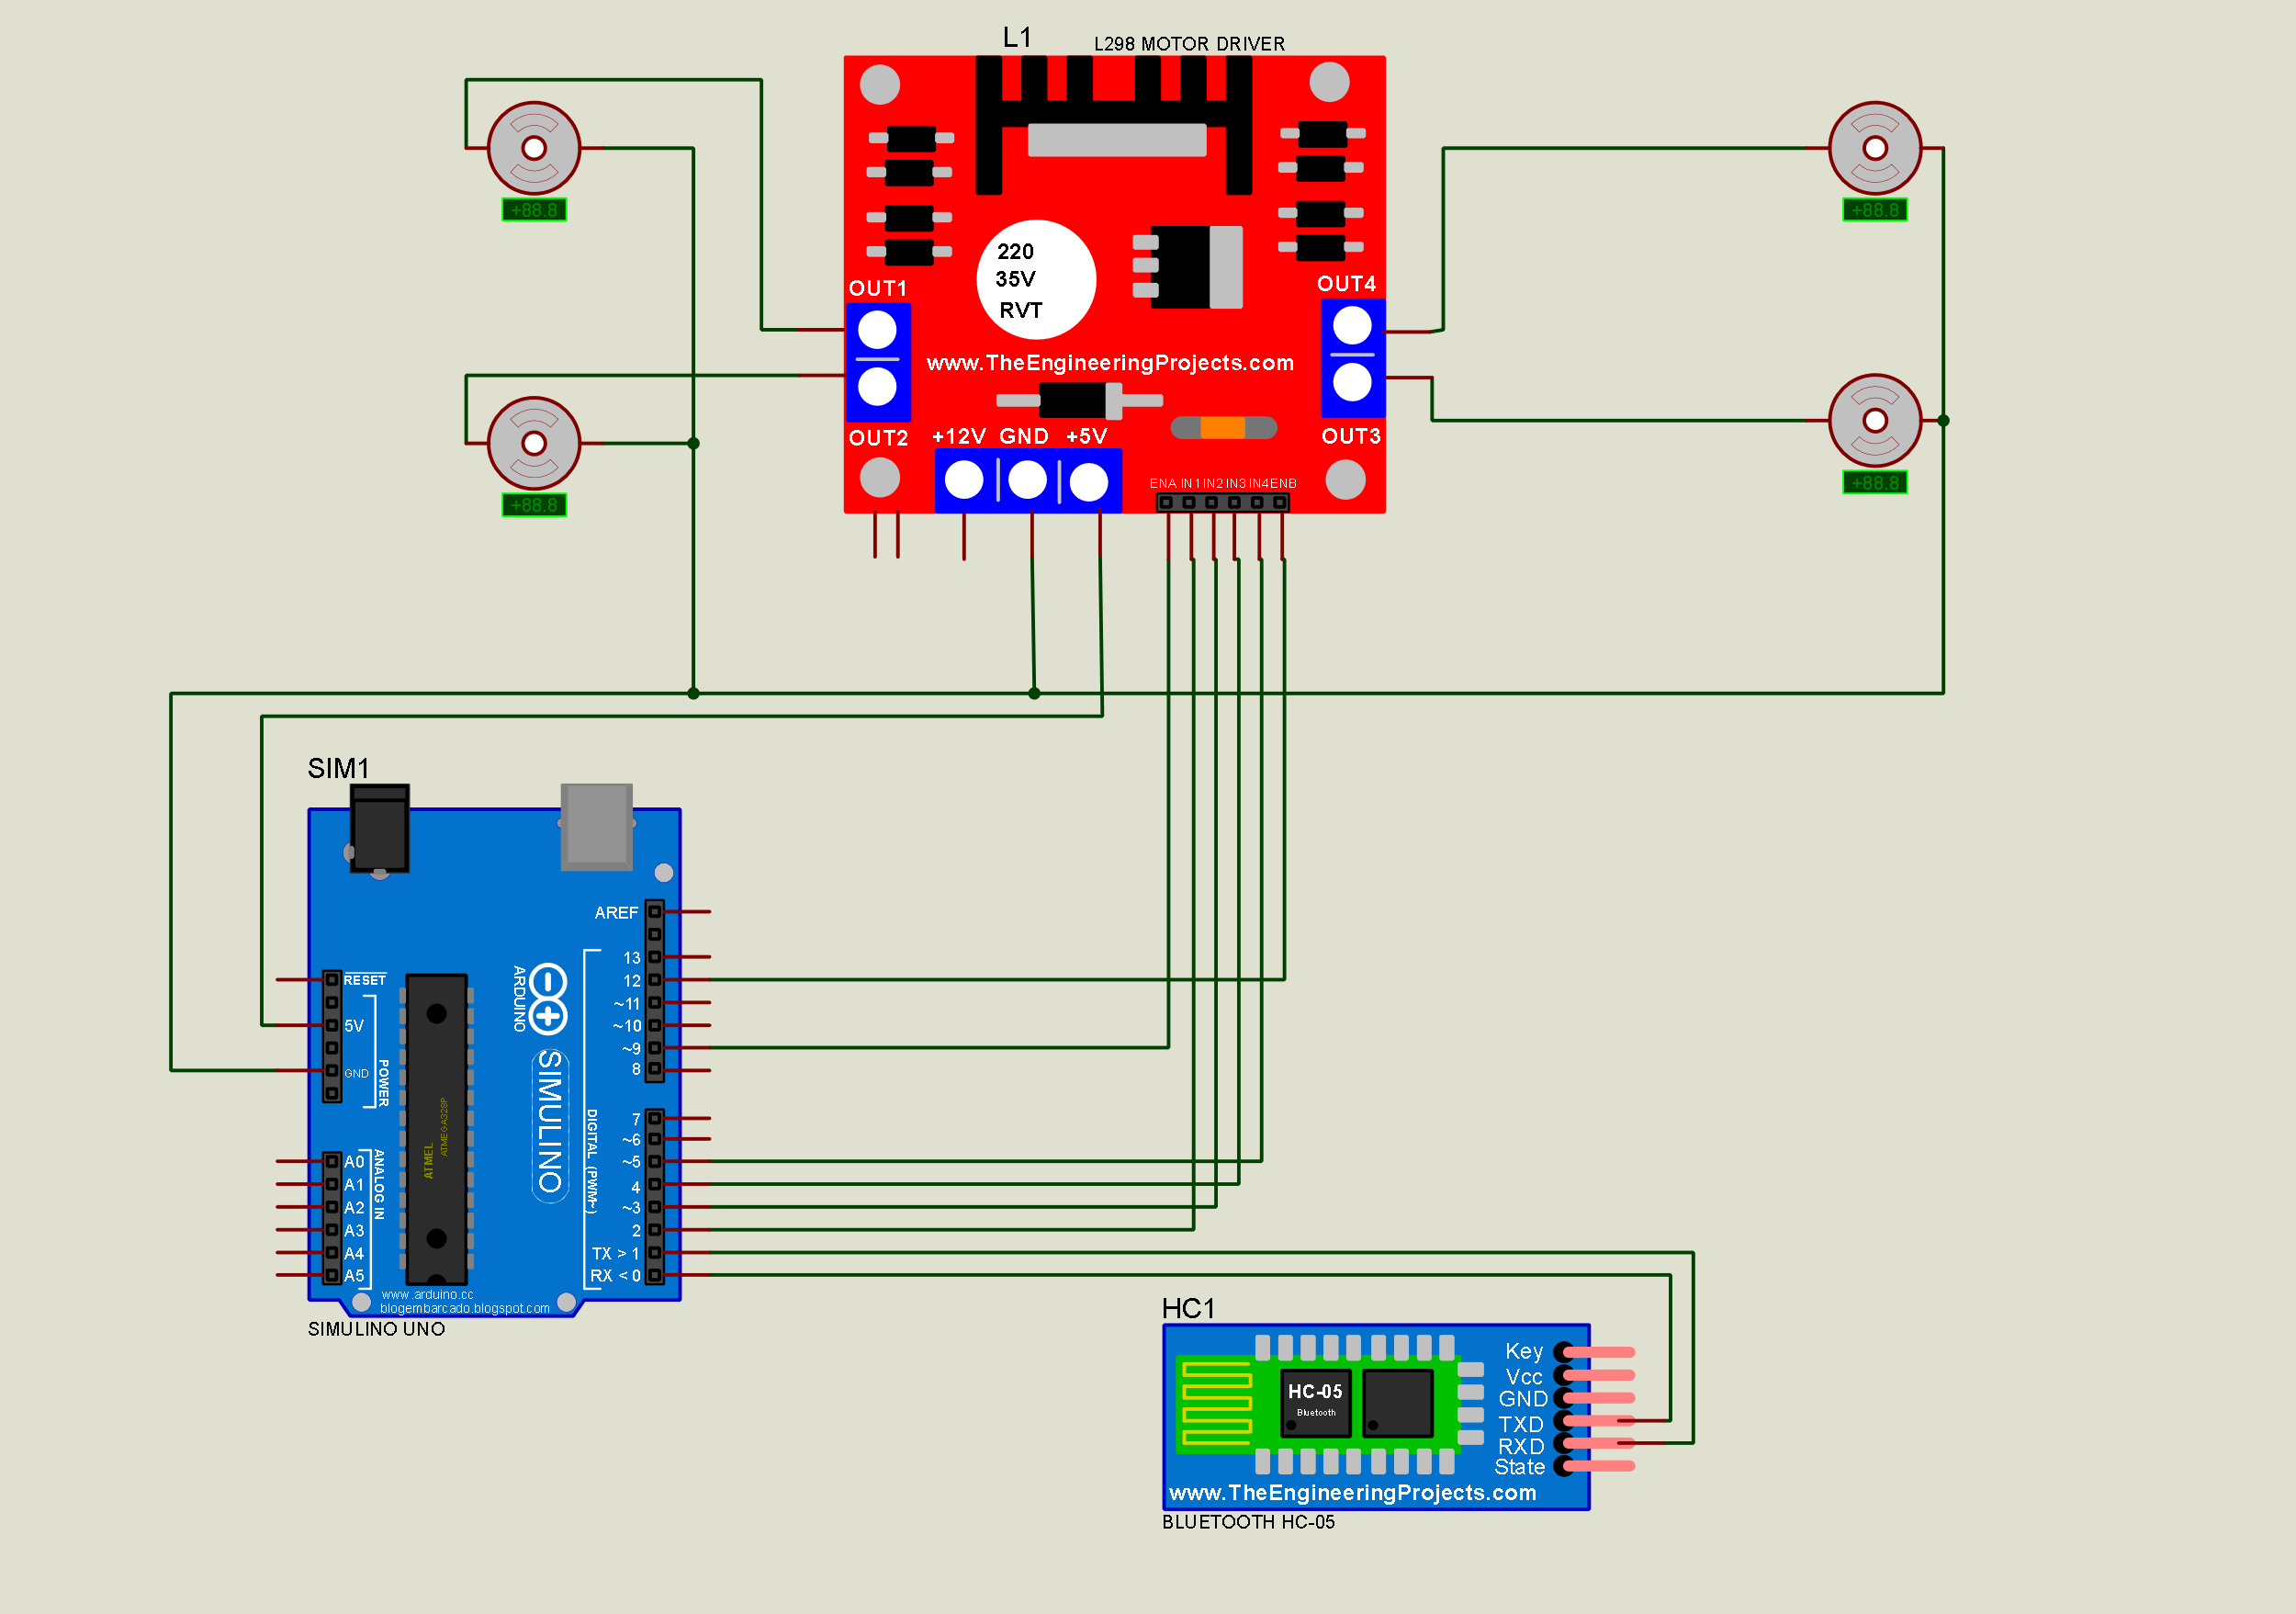 L1
L298 MOTOR DRIVER
+88.8
+88.8
220
35V
RVT
OUT1
OUT4
www.TheEngineeringProjects.com
OUT2
+12V GND +5V
OUT3
+88.8
+88.8
ENA IN1 IN2 IN3 IN4 ENB
SIM1
AREF
13
12
~11
~10
~9
8
RESET
5V
GND
POWER
ARDUINO
SIMULINO
DIGITAL (PWM~)
7
~6
~5
4
~3
2
TX > 1
RX < 0
A0
A1
A2
A3
A4
A5
ANALOG IN
ATMEL
ATMEGA328P
www.arduino.cc
blogembarcado.blogspot.com
SIMULINO UNO
HC1
HC-05
Bluetooth
Key
Vcc
GND
TXD
RXD
State
www.TheEngineeringProjects.com
BLUETOOTH HC-05